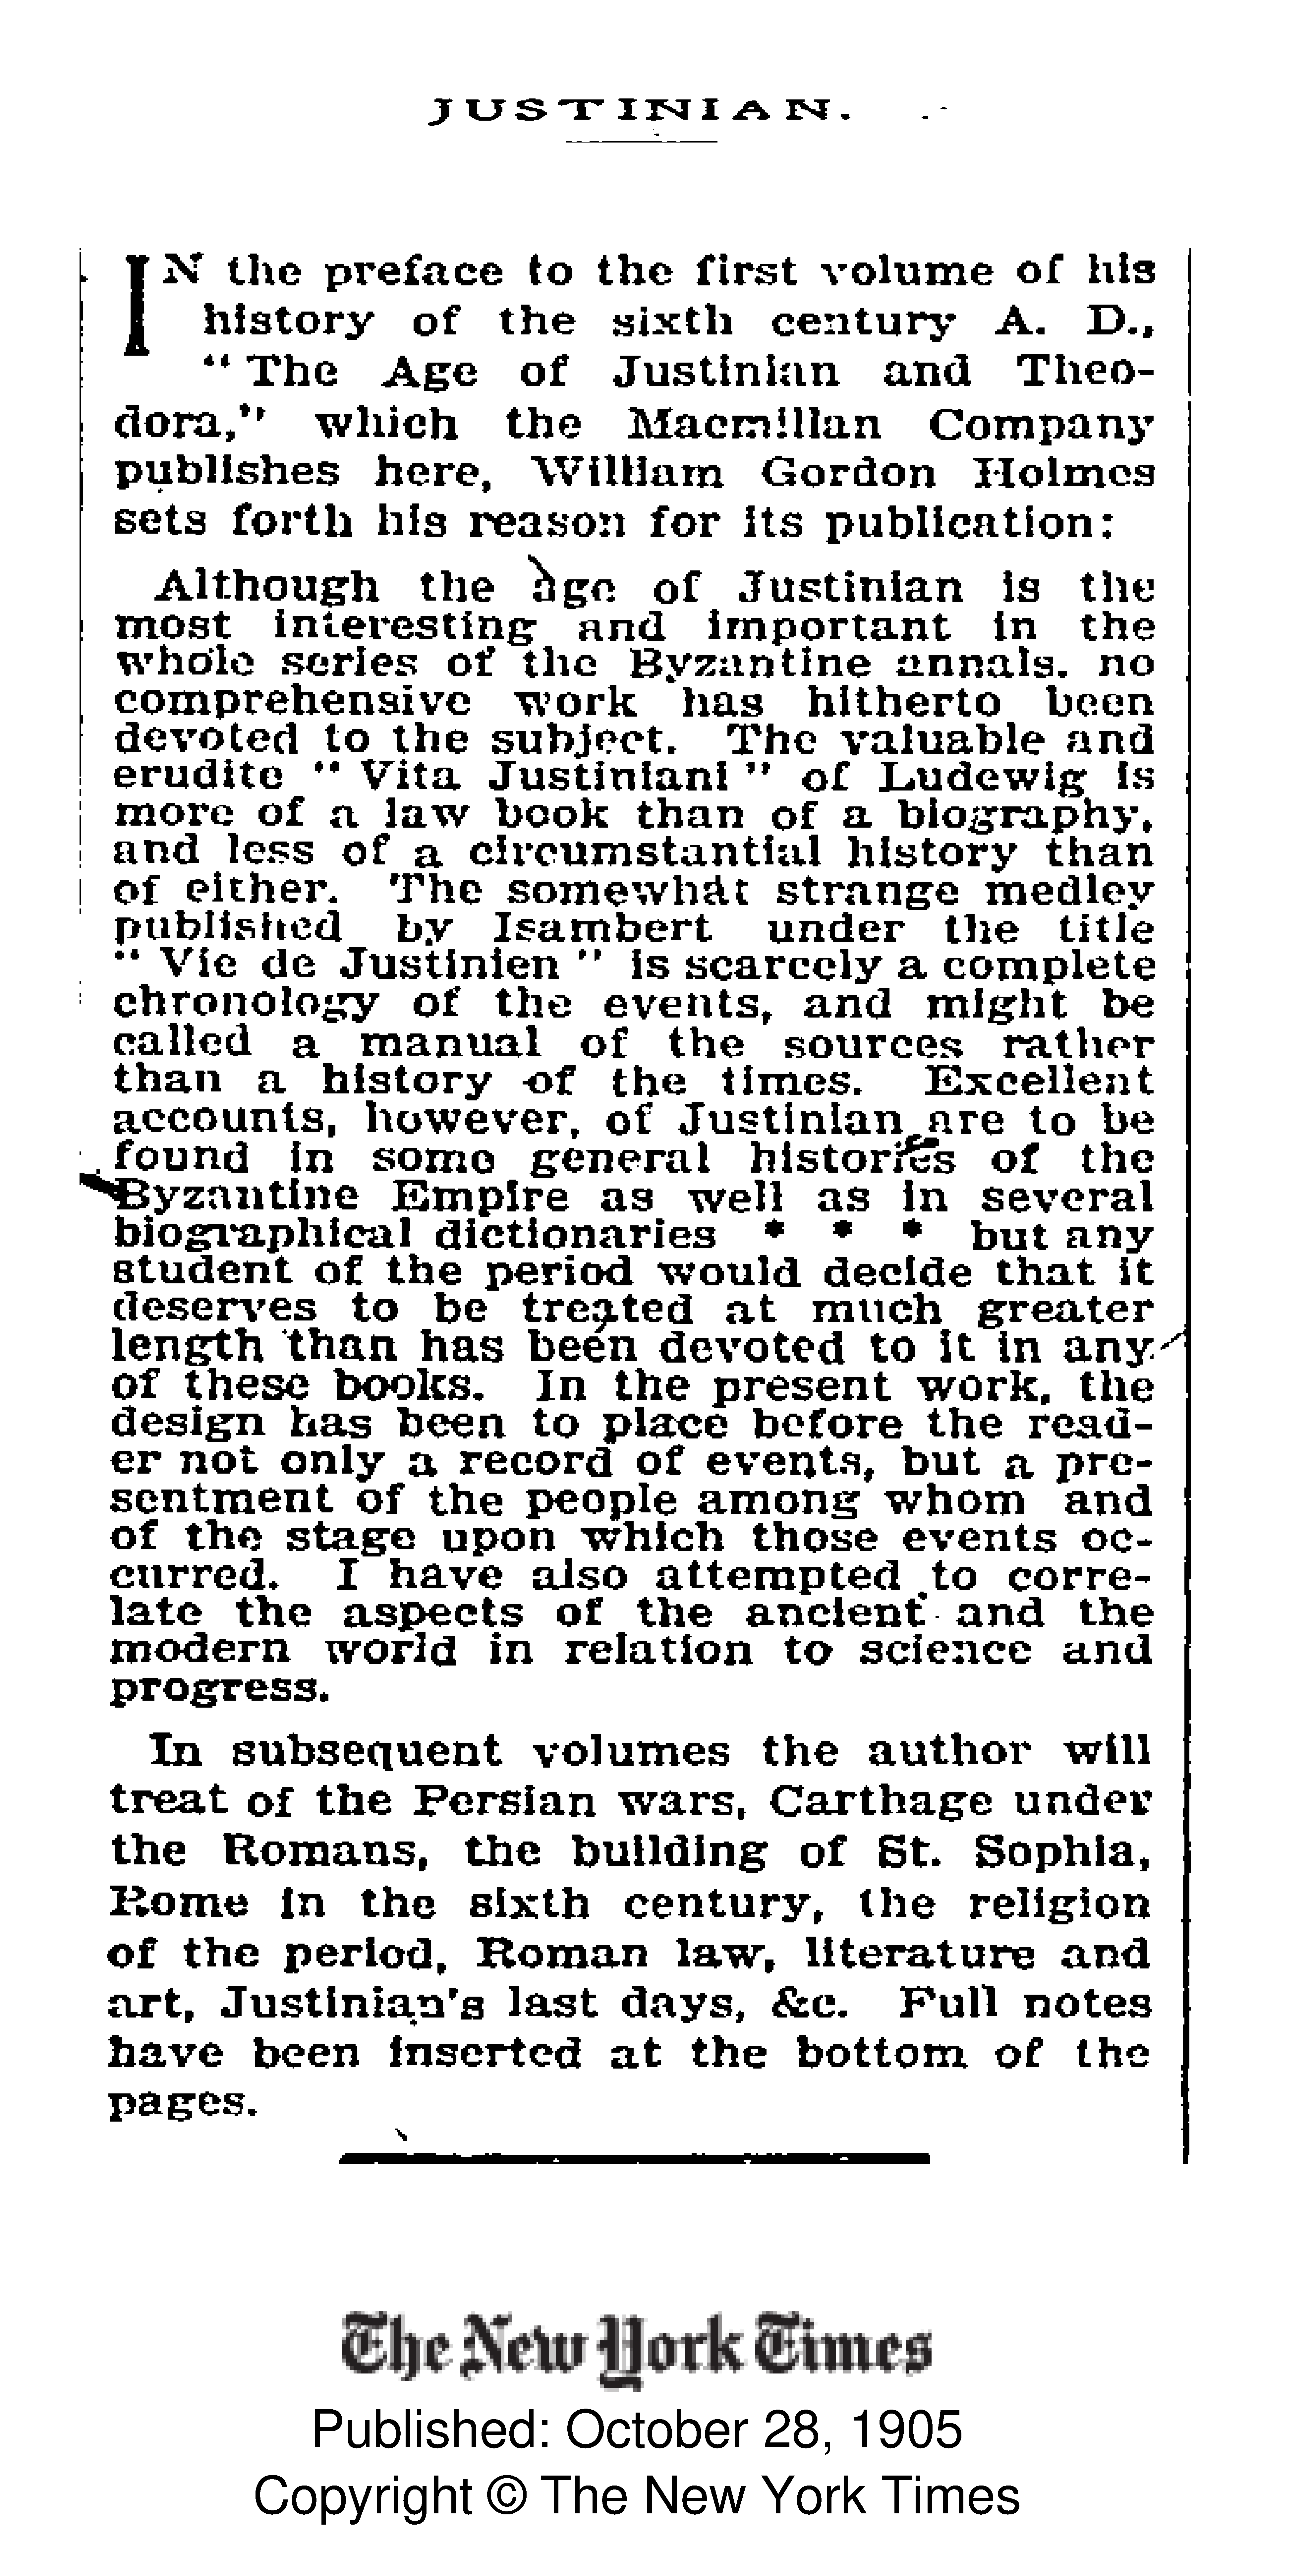 JUSTINIAN.
IN the preface to the first volume of his
history of the sixth century A. D.,
"The Age of Justinian and Theo-
dora," which the Macmillan Company
publishes here, William Gordon Holmes
sets forth his reason for its publication:
Although the age of Justinian is the
most interesting and important in the
whole series of the Byzantine annals, no
comprehensive work has hitherto been
devoted to the subject. The valuable and
erudite "Vita Justiniani" of Ludewig is
more of a law book than of a biography,
and less of a circumstantial history than
of either. The somewhat strange medley
published by Isambert under the title
"Vie de Justinien" is scarcely a complete
chronology of the events, and might be
called a manual of the sources rather
than a history of the times. Excellent
accounts, however, of Justinian are to be
found in some general histories of the
Byzantine Empire as well as in several
biographical dictionaries * * * but any
student of the period would decide that it
deserves to be treated at much greater
length than has been devoted to it in any
of these books. In the present work, the
design has been to place before the read-
er not only a record of events, but a pre-
sentment of the people among whom and
of the stage upon which those events oc-
curred. I have also attempted to corre-
late the aspects of the ancient and the
modern world in relation to science and
progress.
In subsequent volumes the author will
treat of the Persian wars, Carthage under
the Romans, the building of St. Sophia,
Rome in the sixth century, the religion
of the period, Roman law, literature and
art, Justinian's last days, &c. Full notes
have been inserted at the bottom of the
pages.
The New York Times
Published: October 28, 1905
Copyright © The New York Times